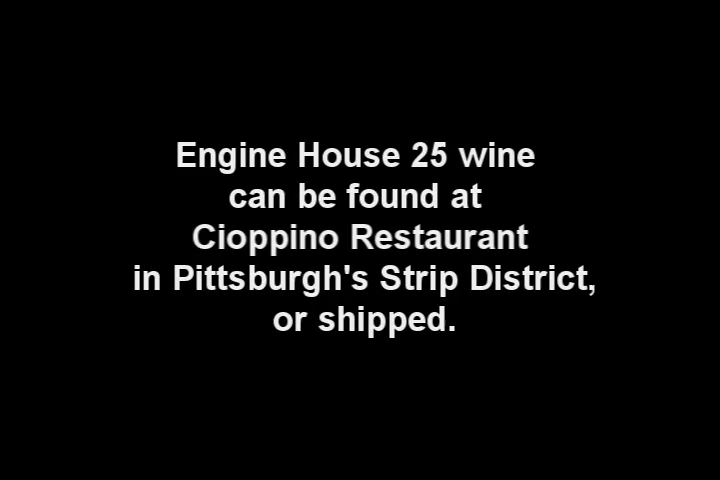 Engine House 25 wine
can be found at
Cioppino Restaurant
in Pittsburgh's Strip District,
or shipped.